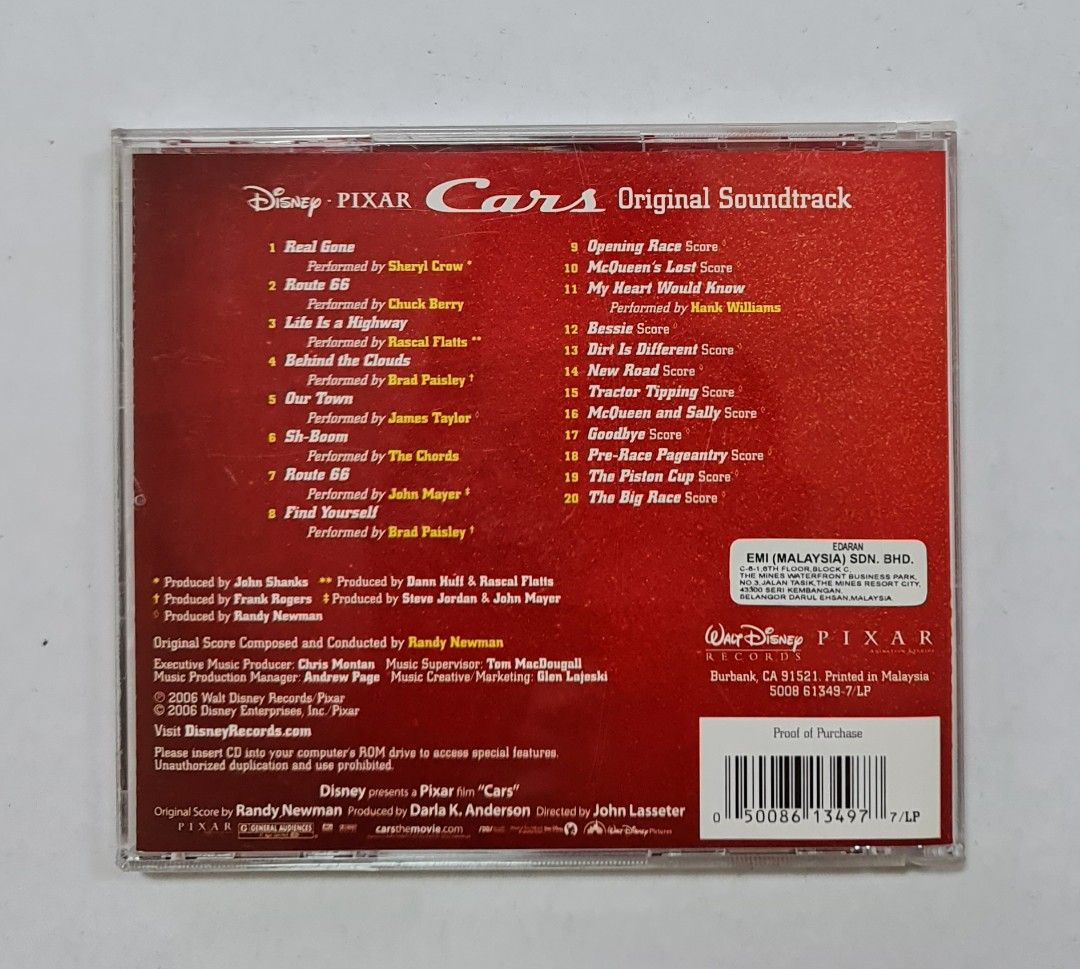 Disney · PIXAR Cars Original Soundtrack
1 Real Gone
Performed by Sheryl Crow *
2 Route 66
Performed by Chuck Berry
3 Life Is a Highway
Performed by Rascal Flatts **
4 Behind the Clouds
Performed by Brad Paisley †
5 Our Town
Performed by James Taylor ◊
6 Sh-Boom
Performed by The Chords
7 Route 66
Performed by John Mayer ‡
8 Find Yourself
Performed by Brad Paisley †
9 Opening Race Score ◊
10 McQueen's Lost Score ◊
11 My Heart Would Know
Performed by Hank Williams
12 Bessie Score ◊
13 Dirt Is Different Score ◊
14 New Road Score ◊
15 Tractor Tipping Score ◊
16 McQueen and Sally Score ◊
17 Goodbye Score ◊
18 Pre-Race Pageantry Score ◊
19 The Piston Cup Score ◊
20 The Big Race Score ◊
* Produced by John Shanks ** Produced by Dann Huff & Rascal Flatts
† Produced by Frank Rogers ‡ Produced by Steve Jordan & John Mayer
◊ Produced by Randy Newman
Original Score Composed and Conducted by Randy Newman
Executive Music Producer: Chris Montan Music Supervisor: Tom MacDougall
Music Production Manager: Andrew Page Music Creative/Marketing: Glen Lajeski
℗ 2006 Walt Disney Records/Pixar
© 2006 Disney Enterprises, Inc./Pixar
Visit DisneyRecords.com
Please insert CD into your computer's ROM drive to access special features.
Unauthorized duplication and use prohibited.
Disney presents a Pixar film "Cars"
Original Score by Randy Newman Produced by Darla K. Anderson Directed by John Lasseter
PIXAR G GENERAL AUDIENCES carsthemovie.com Walt Disney Pictures
EDARAN
EMI (MALAYSIA) SDN. BHD.
C-6-1,6TH FLOOR,BLOCK C,
THE MINES WATERFRONT BUSINESS PARK,
NO 3,JALAN TASIK,THE MINES RESORT CITY,
43300 SERI KEMBANGAN,
SELANGOR DARUL EHSAN,MALAYSIA.
WALT DISNEY RECORDS
PIXAR ANIMATION STUDIOS
Burbank, CA 91521. Printed in Malaysia
5008 61349-7/LP
Proof of Purchase
0 50086 13497 7/LP